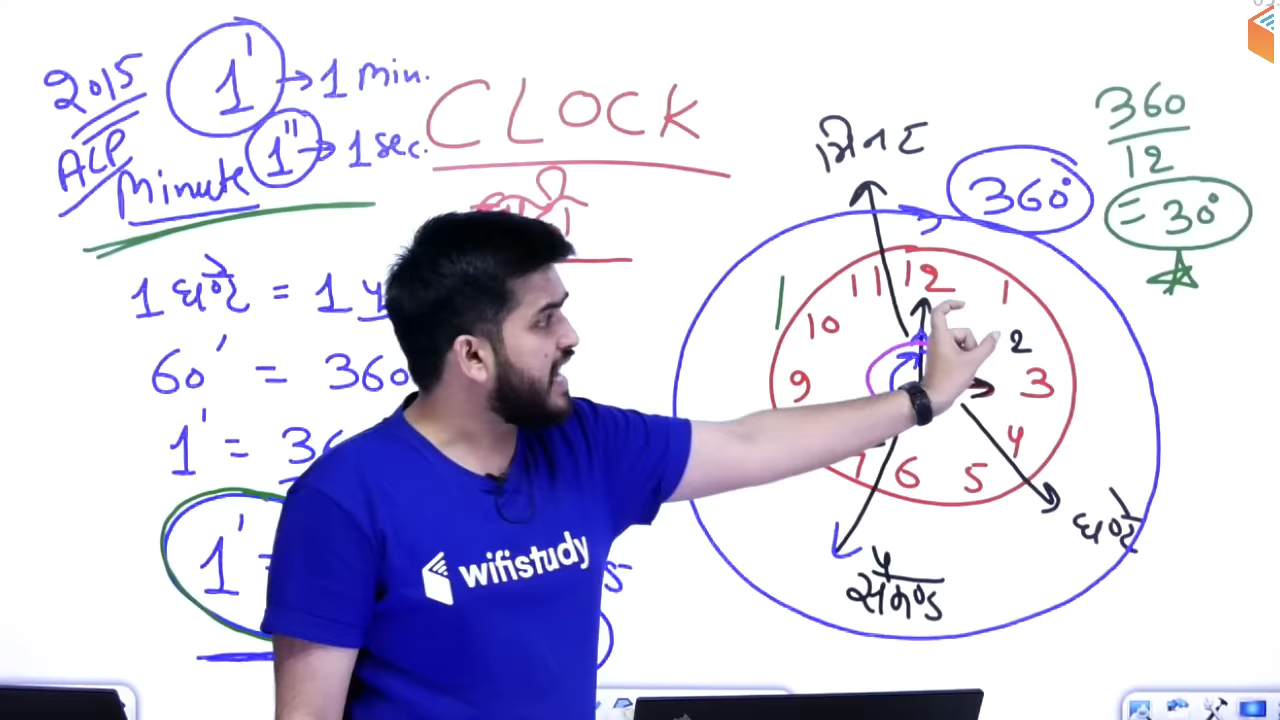 2015
ALP
Minute
1' → 1 Min.
1" → 1 sec.
CLOCK
1 घण्टे = 1
60' = 360
1' =
1' =
मिनट
360°
360
12
= 30°
12
1
2
3
4
5
6
7
9
10
11
घण्टे
सेकण्ड
wifistudy